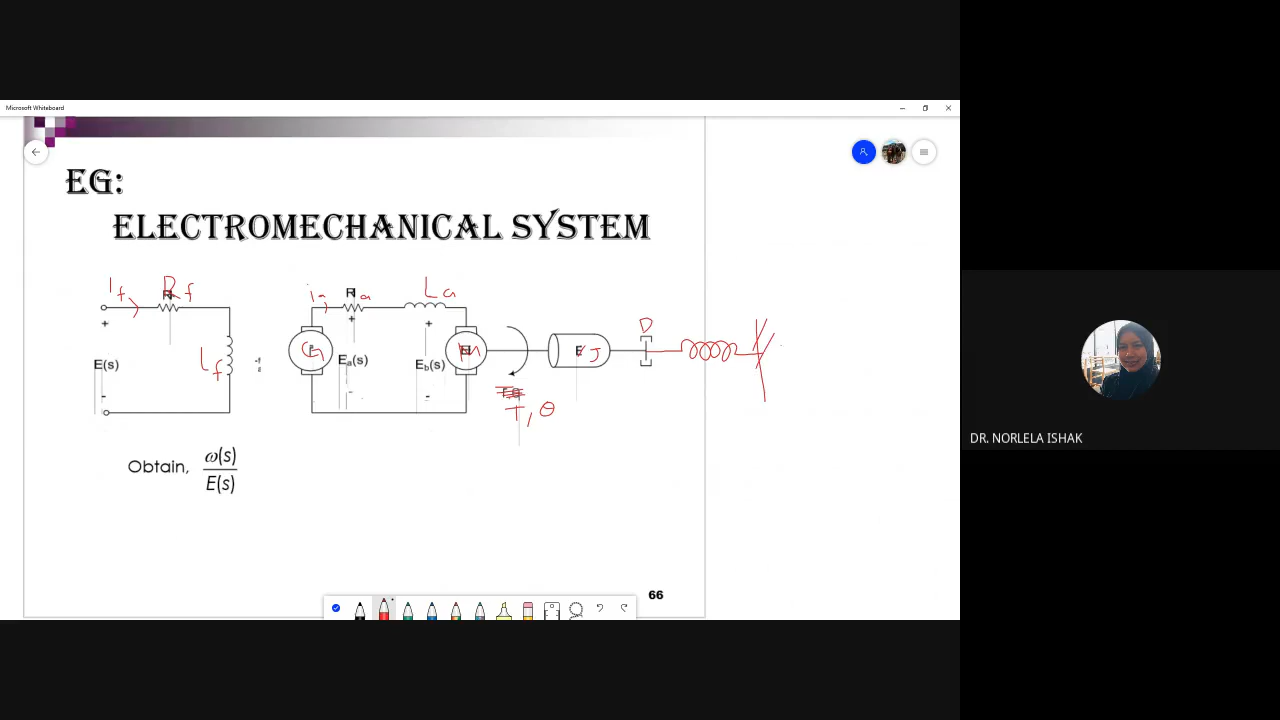 Microsoft Whiteboard
EG:
ELECTROMECHANICAL SYSTEM
If
Rf
ia
Ra
La
+
+
+
D
E(s)
Lf
G
Ea(s)
Eb(s)
M
J
-
-
-
T, θ
Obtain, ω(s)
E(s)
66
DR. NORLELA ISHAK